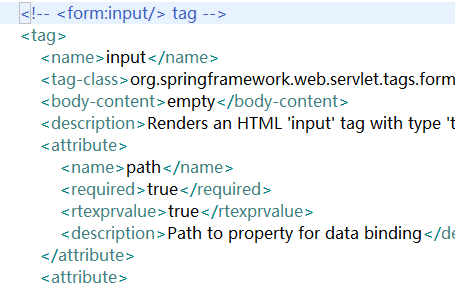 <!-- <form:input/> tag -->
<tag>
<name>input</name>
<tag-class>org.springframework.web.servlet.tags.form
<body-content>empty</body-content>
<description>Renders an HTML 'input' tag with type 't
<attribute>
<name>path</name>
<required>true</required>
<rtexprvalue>true</rtexprvalue>
<description>Path to property for data binding</de
</attribute>
<attribute>